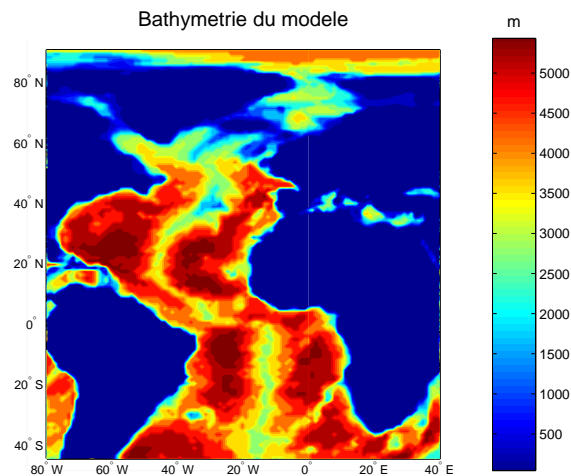 Bathymetrie du modele
m
80° N
60° N
40° N
20° N
0°
20° S
40° S
80° W
60° W
40° W
20° W
0°
20° E
40° E
5000
4500
4000
3500
3000
2500
2000
1500
1000
500